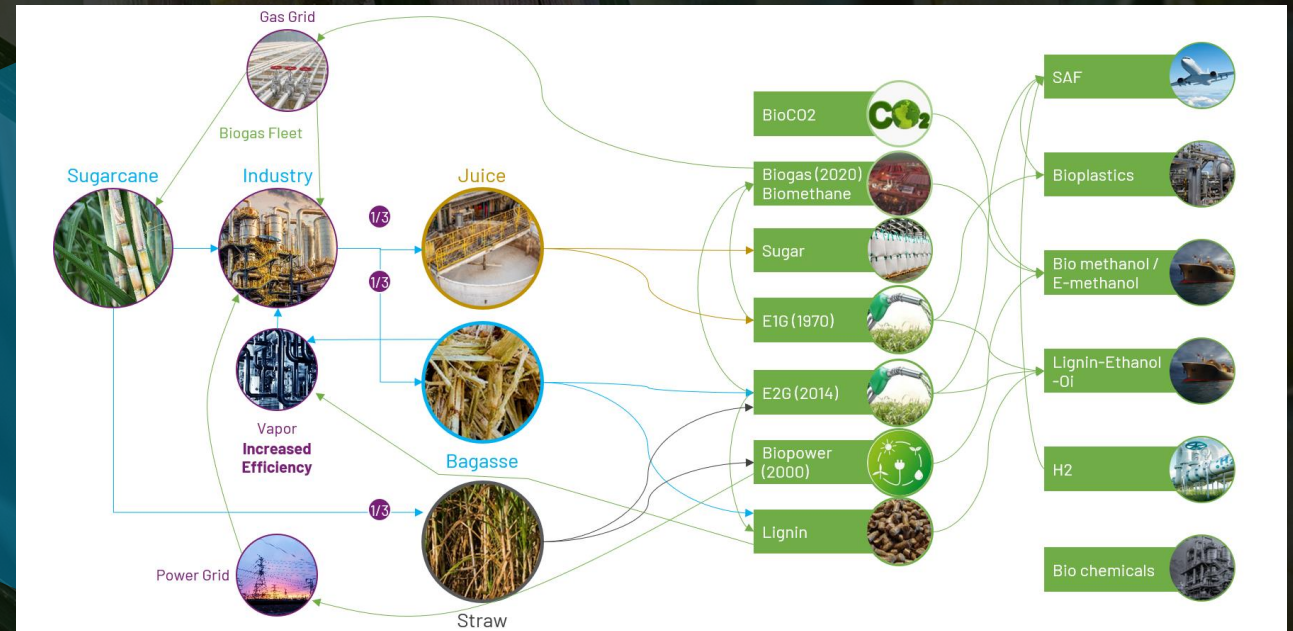 Gas Grid
Biogas Fleet
Sugarcane
Industry
Juice
1/3
1/3
Vapor
Increased
Efficiency
Bagasse
1/3
Power Grid
Straw
BioCO2
CO2
Biogas (2020)
Biomethane
Sugar
E1G (1970)
E2G (2014)
Biopower
(2000)
Lignin
SAF
Bioplastics
Bio methanol /
E-methanol
Lignin-Ethanol
-Oi
H2
Bio chemicals